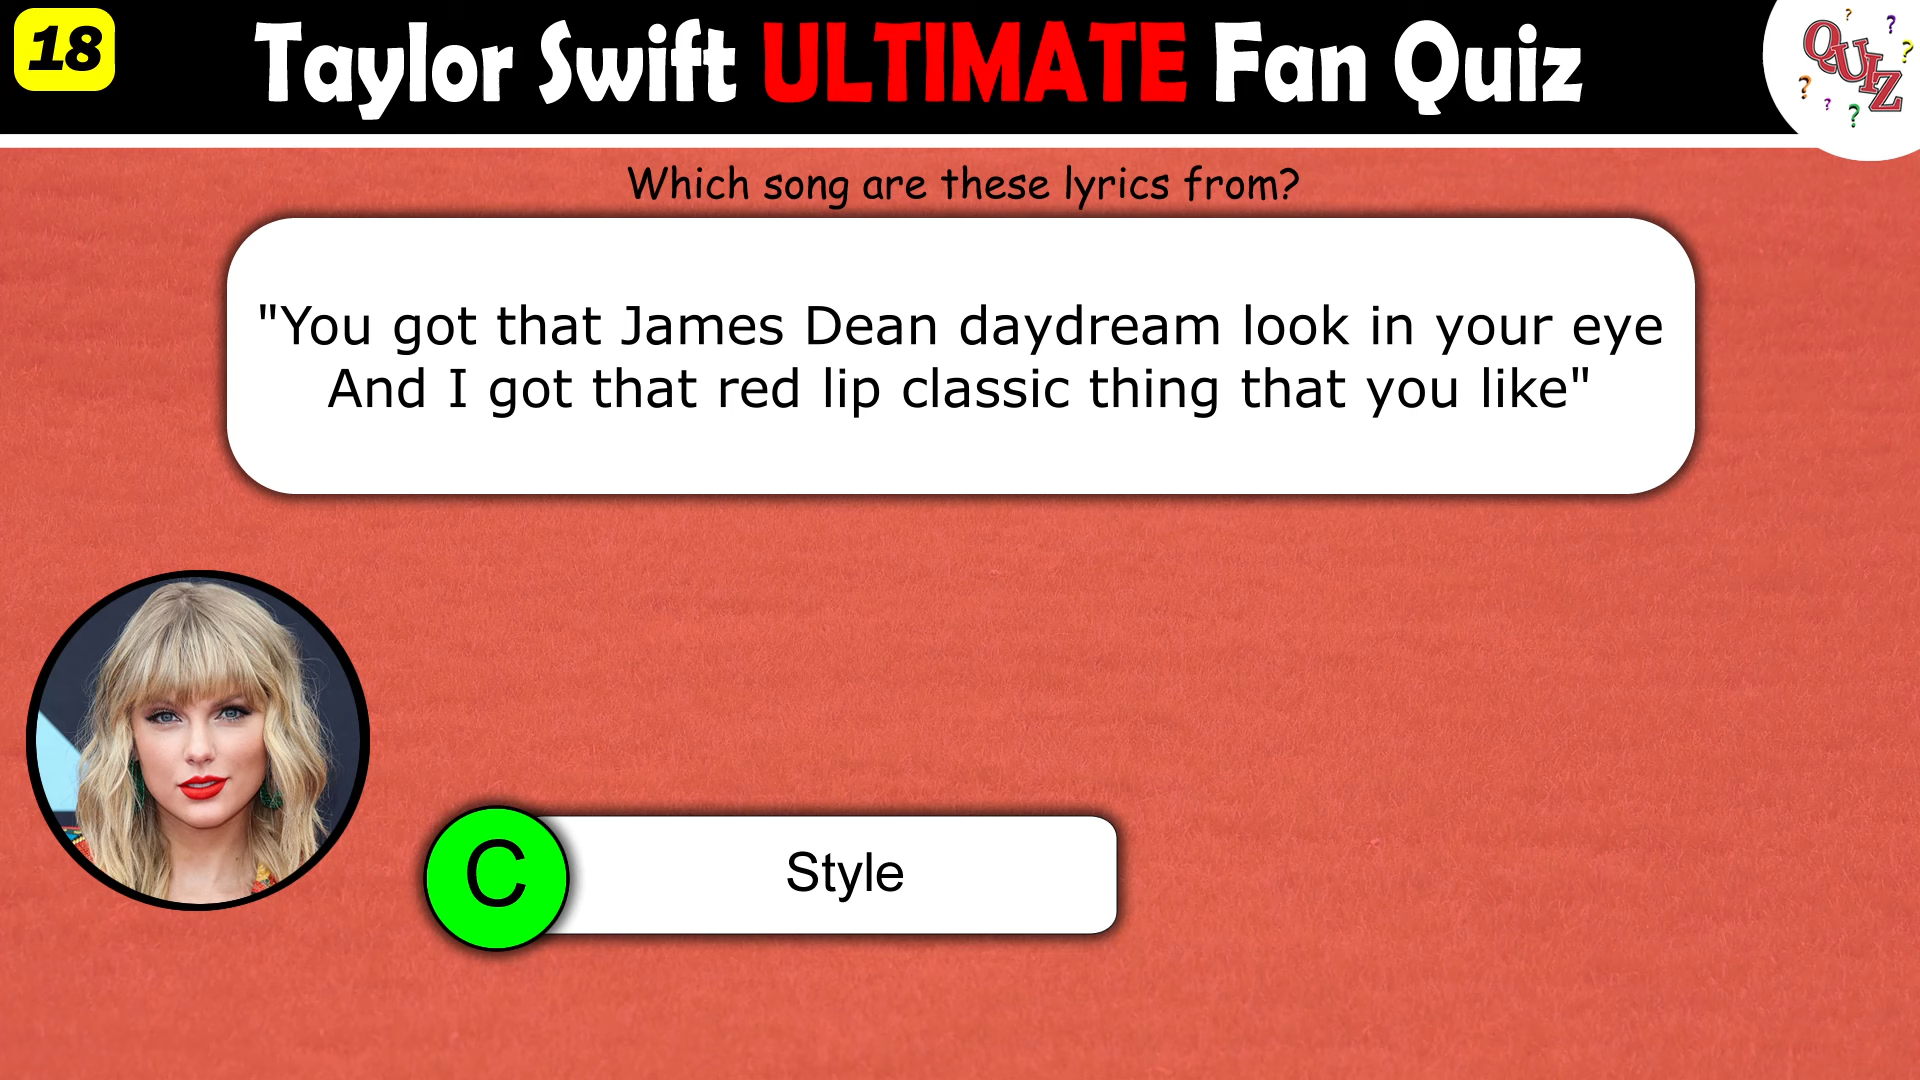 18
Taylor Swift ULTIMATE Fan Quiz
QUIZ
? ? ? ? ? ?
Which song are these lyrics from?
"You got that James Dean daydream look in your eye
And I got that red lip classic thing that you like"
C
Style